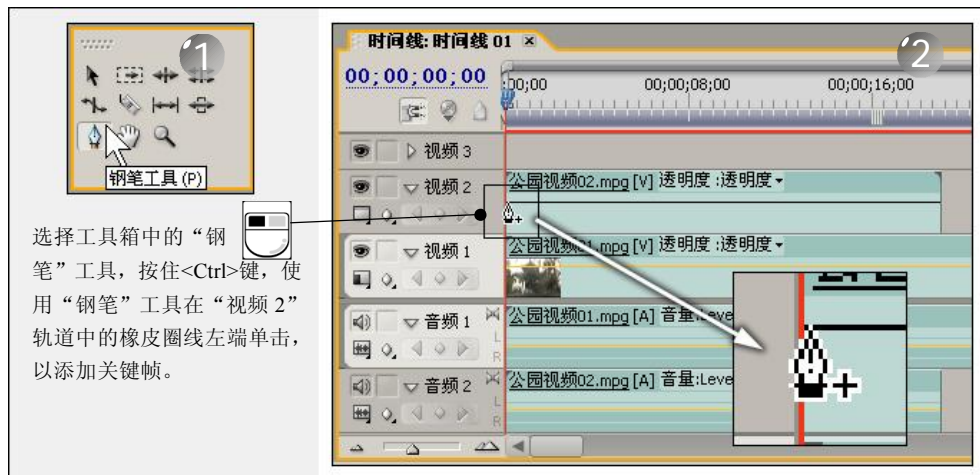 1
钢笔工具(P)
选择工具箱中的“钢
笔”工具，按住<Ctrl>键，使
用“钢笔”工具在“视频 2”
轨道中的橡皮圈线左端单击，
以添加关键帧。
2
时间线: 时间线 01
00;00;00;00
:00;00 00;00;08;00 00;00;16;00
视频 3
视频 2
公园视频02.mpg [V] 透明度:透明度
视频 1
公园视频01.mpg [V] 透明度:透明度
音频 1
公园视频01.mpg [A] 音量:Leve
L
R
音频 2
公园视频02.mpg [A] 音量:Leve
L
R